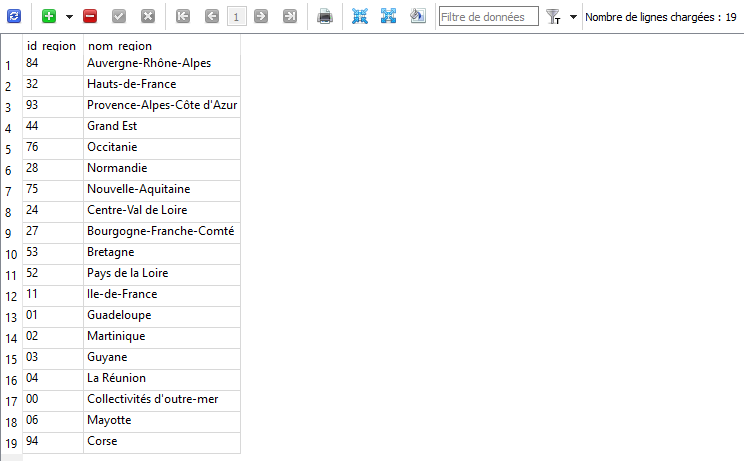 1 Filtre de données Nombre de lignes chargées : 19
id_region nom_region
1 84 Auvergne-Rhône-Alpes
2 32 Hauts-de-France
3 93 Provence-Alpes-Côte d'Azur
4 44 Grand Est
5 76 Occitanie
6 28 Normandie
7 75 Nouvelle-Aquitaine
8 24 Centre-Val de Loire
9 27 Bourgogne-Franche-Comté
10 53 Bretagne
11 52 Pays de la Loire
12 11 Ile-de-France
13 01 Guadeloupe
14 02 Martinique
15 03 Guyane
16 04 La Réunion
17 00 Collectivités d'outre-mer
18 06 Mayotte
19 94 Corse